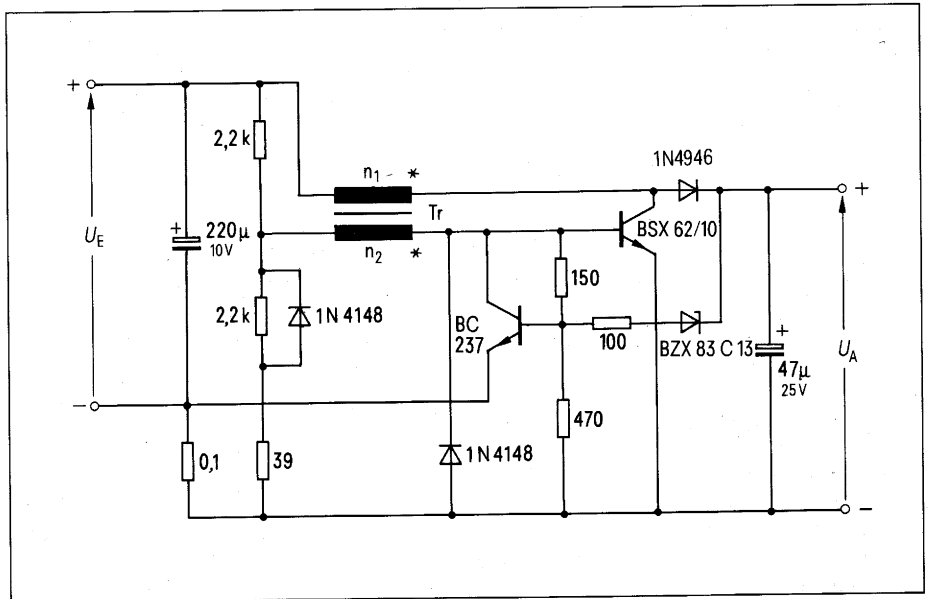 +
2,2 k
1N4946
n₁ *
+
Tr
BSX 62/10
U_E
+
220 µ
10V
n₂ *
150
2,2 k
1N 4148
BC
237
100
BZX 83 C 13
+
47µ
25V
U_A
−
0,1
39
1N 4148
470
−